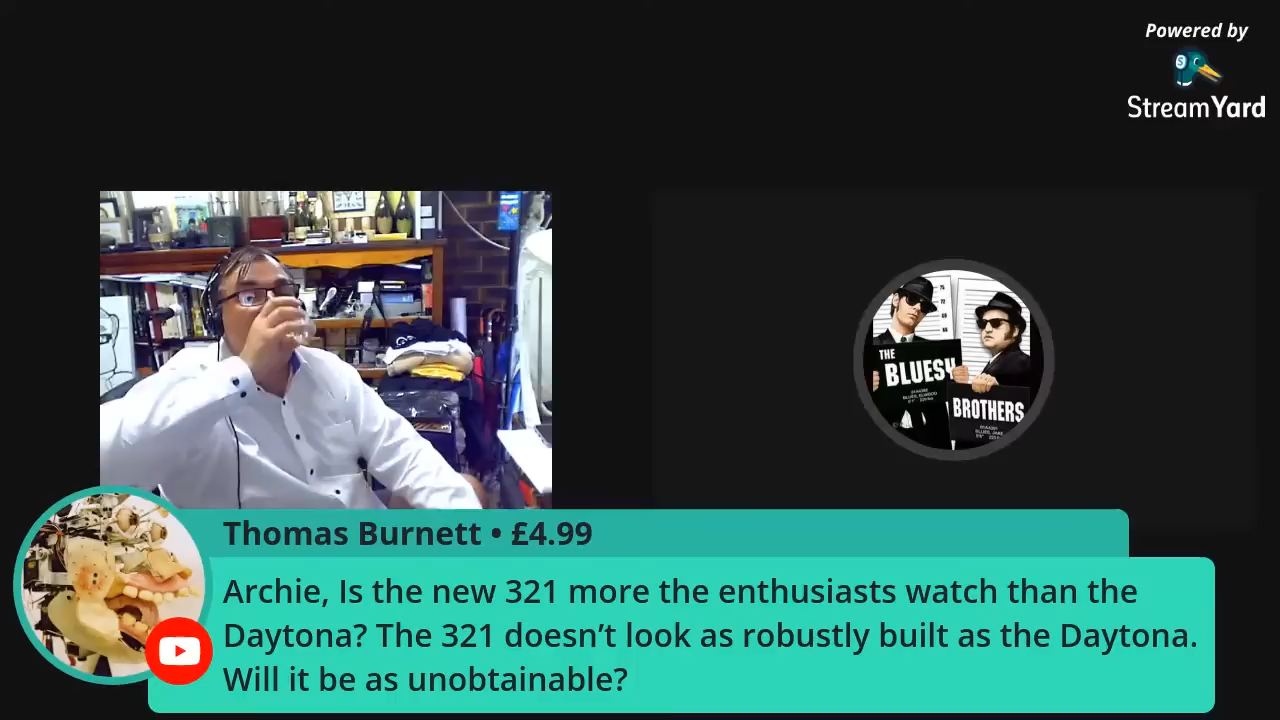 Powered by
StreamYard
THE
BLUES
BROTHERS
Thomas Burnett • £4.99
Archie, Is the new 321 more the enthusiasts watch than the
Daytona? The 321 doesn’t look as robustly built as the Daytona.
Will it be as unobtainable?